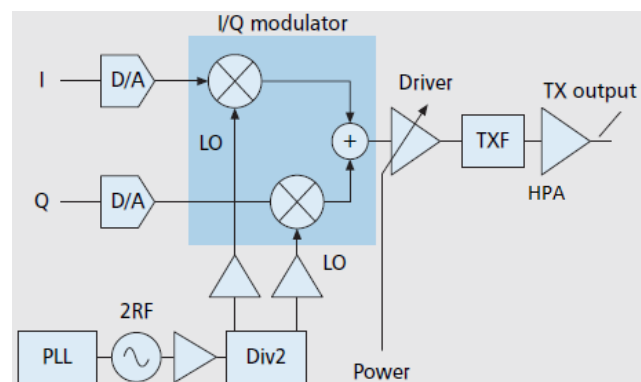 I/Q modulator
I
D/A
LO
Driver
TX output
+
TXF
HPA
Q
D/A
LO
2RF
PLL
Div2
Power